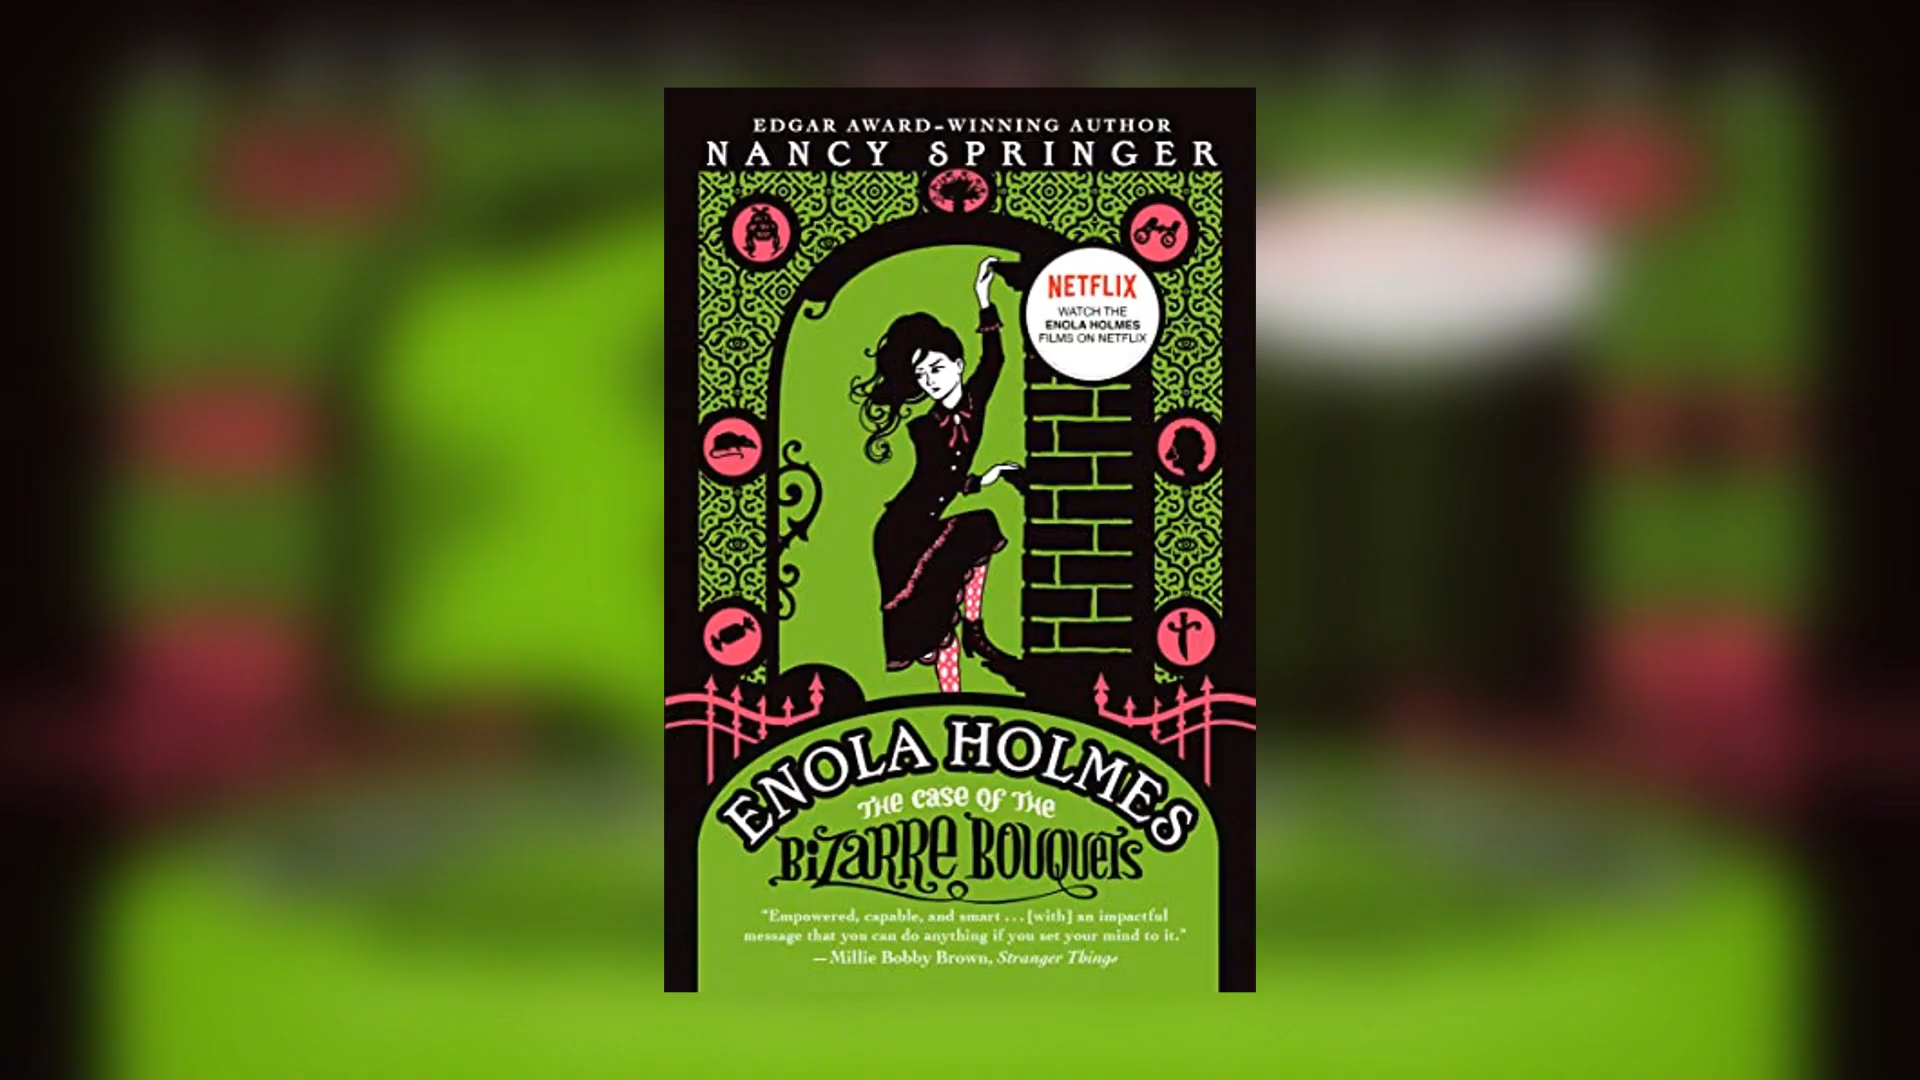 EDGAR AWARD-WINNING AUTHOR
NANCY SPRINGER
NETFLIX
WATCH THE
ENOLA HOLMES
FILMS ON NETFLIX
ENOLA HOLMES
THE CASE OF THE
BIZARRE BOUQUETS
"Empowered, capable, and smart . . . [with] an impactful
message that you can do anything if you set your mind to it."
—Millie Bobby Brown, Stranger Things